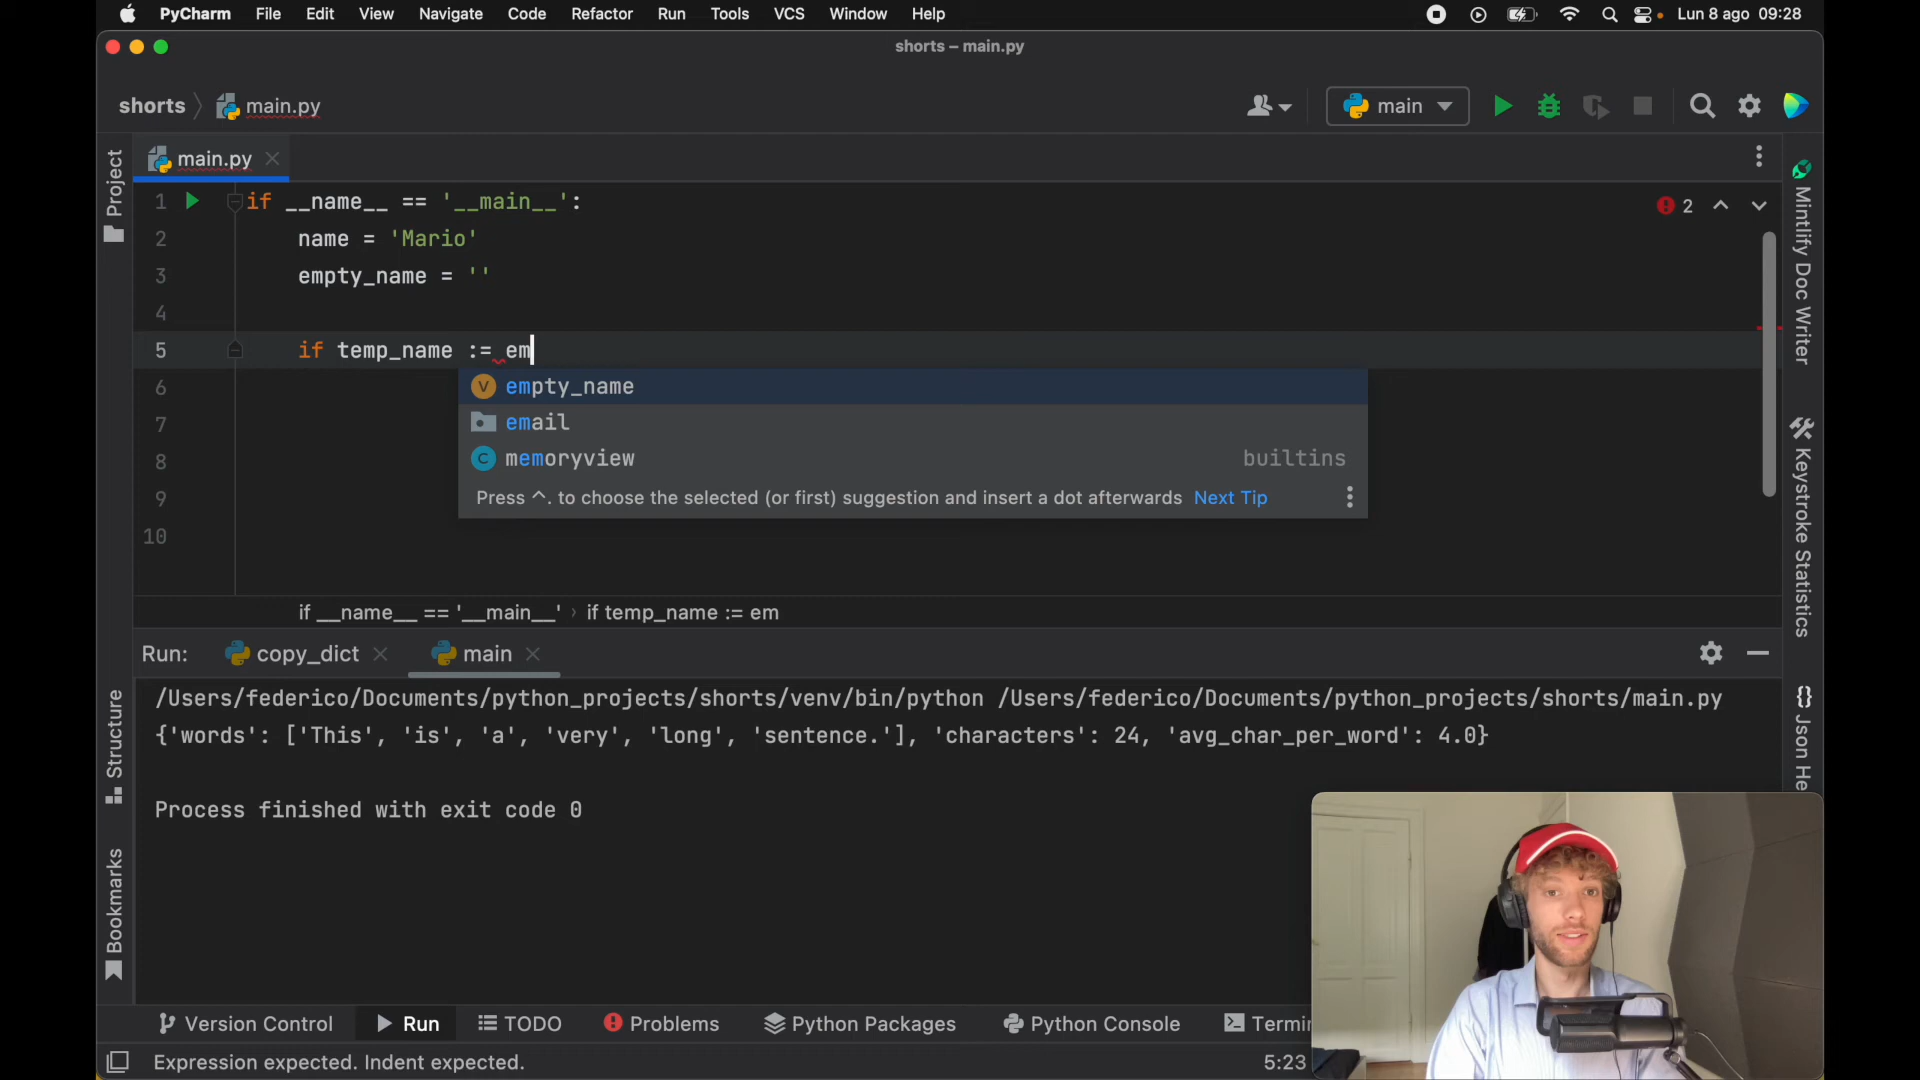 PyCharm File Edit View Navigate Code Refactor Run Tools VCS Window Help Lun 8 ago 09:28
shorts – main.py
shorts main.py main
main.py
Project
1 if __name__ == '__main__':
2 name = 'Mario'
3 empty_name = ''
4
5 if temp_name := em
6 empty_name
7 email
8 memoryview builtins
9 Press ^. to choose the selected (or first) suggestion and insert a dot afterwards Next Tip
10
2
if __name__ == '__main__' › if temp_name := em
Run: copy_dict main
/Users/federico/Documents/python_projects/shorts/venv/bin/python /Users/federico/Documents/python_projects/shorts/main.py
{'words': ['This', 'is', 'a', 'very', 'long', 'sentence.'], 'characters': 24, 'avg_char_per_word': 4.0}
Process finished with exit code 0
Structure
Bookmarks
Mintlify Doc Writer
Keystroke Statistics
{} Json He
Version Control Run TODO Problems Python Packages Python Console Termin
Expression expected. Indent expected. 5:23